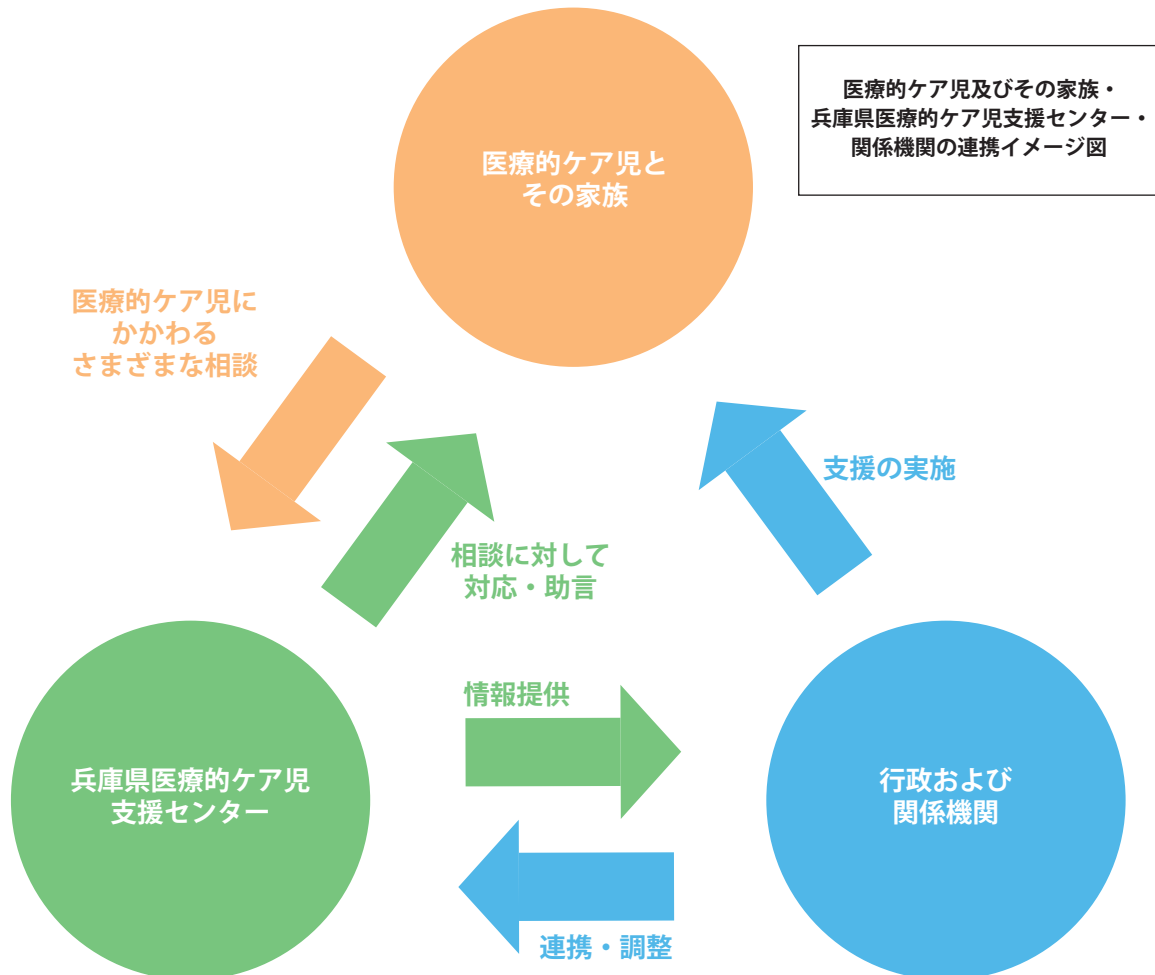 医療的ケア児及びその家族・
兵庫県医療的ケア児支援センター・
関係機関の連携イメージ図
医療的ケア児と
その家族
医療的ケア児に
かかわる
さまざまな相談
支援の実施
相談に対して
対応・助言
情報提供
兵庫県医療的ケア児
支援センター
行政および
関係機関
連携・調整